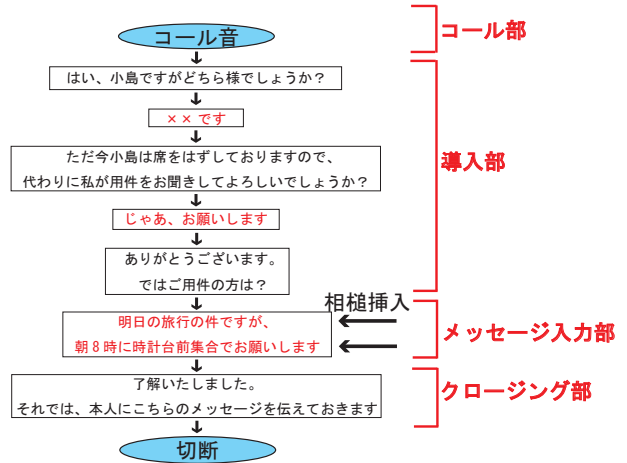 コール音
コール部
はい、小島ですがどちら様でしょうか？
××です
ただ今小島は席をはずしておりますので、
代わりに私が用件をお聞きしてよろしいでしょうか？
導入部
じゃあ、お願いします
ありがとうございます。
ではご用件の方は？
相槌挿入
明日の旅行の件ですが、
朝８時に時計台前集合でお願いします
メッセージ入力部
了解いたしました。
それでは、本人にこちらのメッセージを伝えておきます
クロージング部
切断